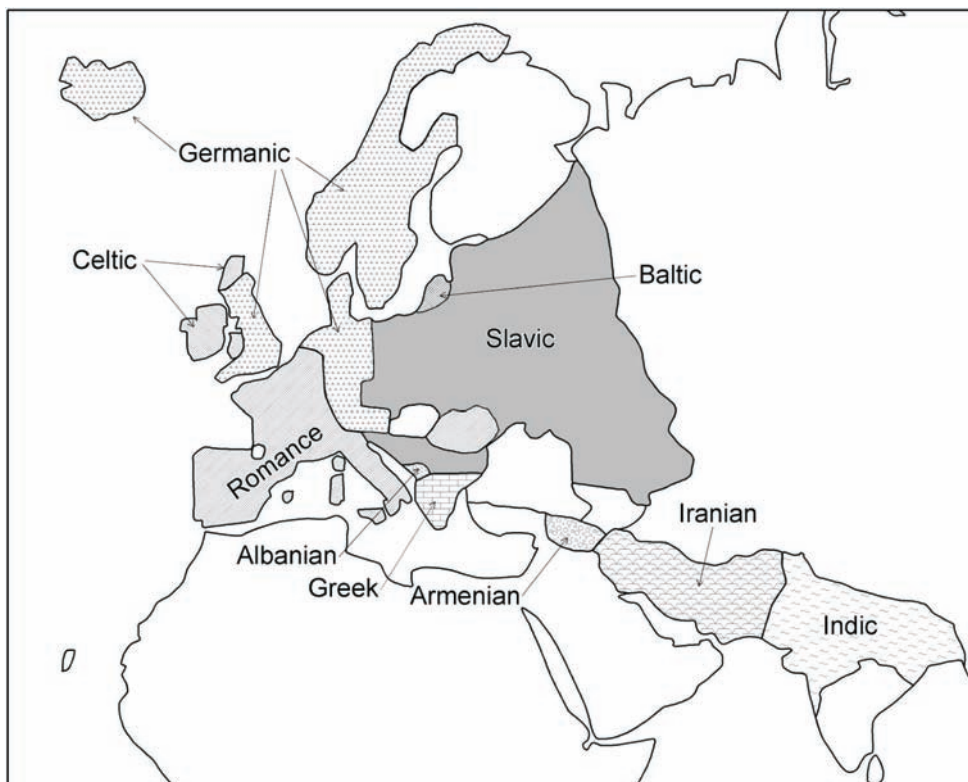 Germanic
Celtic
Baltic
Slavic
Romance
Iranian
Albanian
Greek
Armenian
Indic